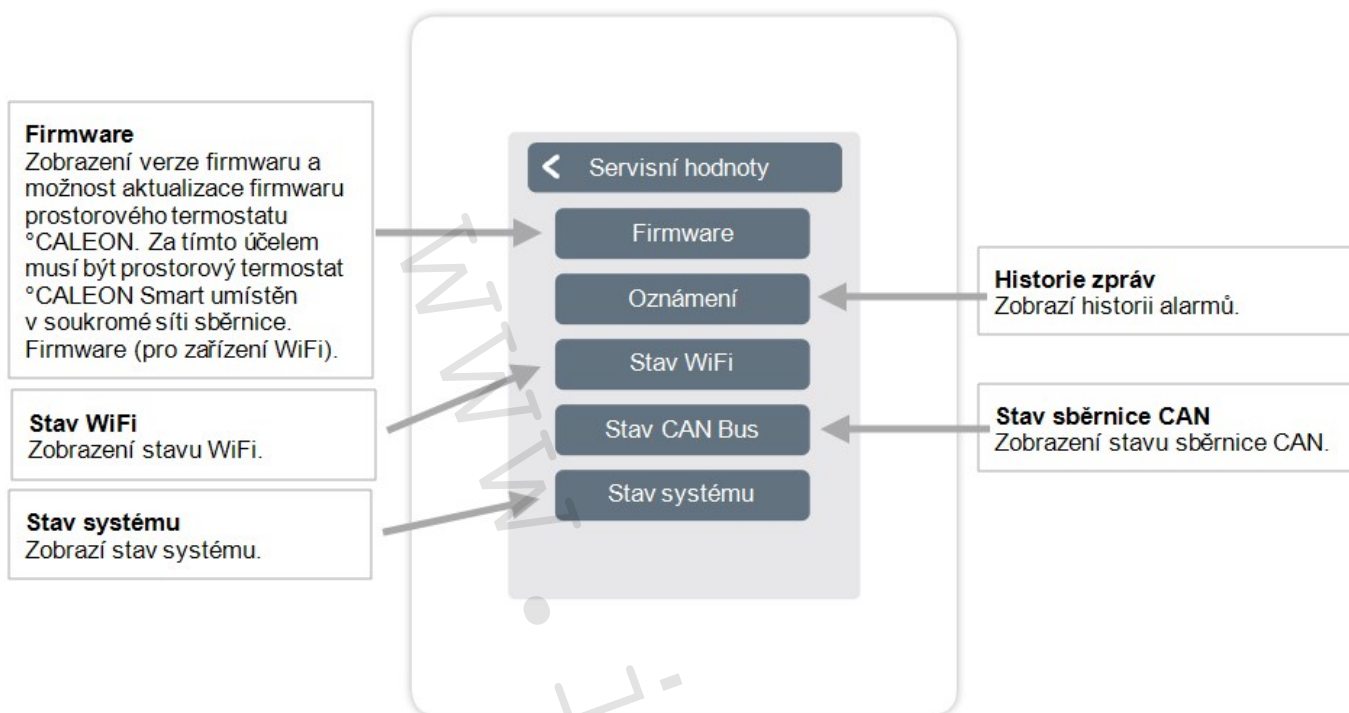 Firmware
Zobrazení verze firmwaru a
možnost aktualizace firmwaru
prostorového termostatu
°CALEON. Za tímto účelem
musí být prostorový termostat
°CALEON Smart umístěn
v soukromé síti sběrnice.
Firmware (pro zařízení WiFi).
Stav WiFi
Zobrazení stavu WiFi.
Stav systému
Zobrazí stav systému.
Servisní hodnoty
Firmware
Oznámení
Stav WiFi
Stav CAN Bus
Stav systému
Historie zpráv
Zobrazí historii alarmů.
Stav sběrnice CAN
Zobrazení stavu sběrnice CAN.
www.